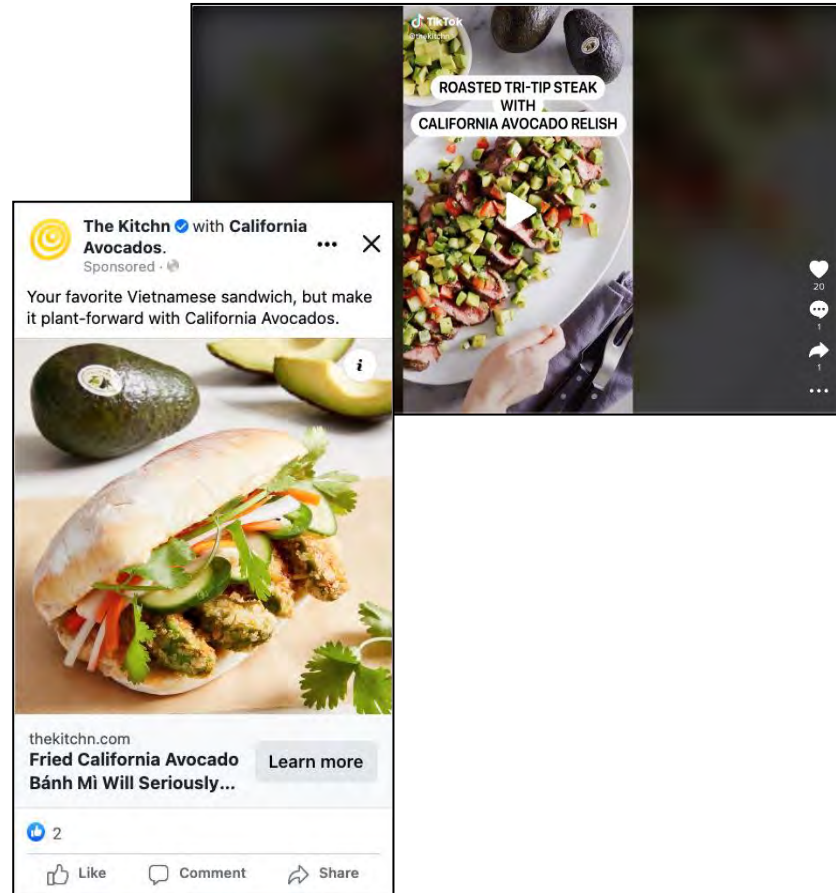 TikTok
@thekitchn
ROASTED TRI-TIP STEAK
WITH
CALIFORNIA AVOCADO RELISH
20
1
1
The Kitchn with California
Avocados.
Sponsored ·
Your favorite Vietnamese sandwich, but make
it plant-forward with California Avocados.
i
thekitchn.com
Fried California Avocado
Bánh Mì Will Seriously...
Learn more
2
Like Comment Share